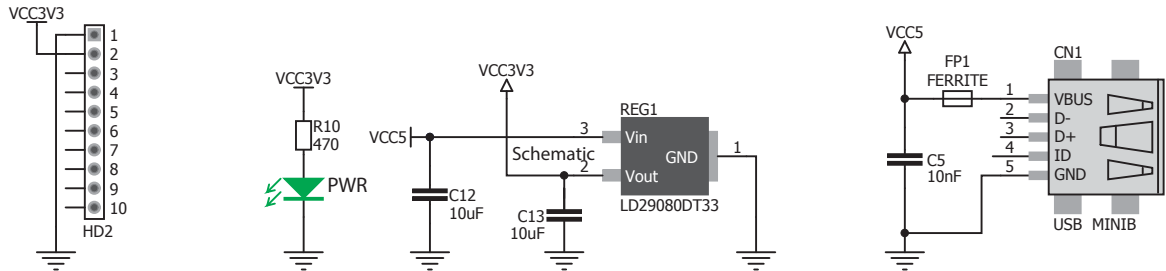 VCC3V3
1
2
3
4
5
6
7
8
9
10
HD2
VCC3V3
R10
470
PWR
VCC3V3
VCC5
C12
10uF
C13
10uF
REG1
3
Vin
Schematic
2
Vout
GND
1
LD29080DT33
VCC5
FP1
FERRITE
C5
10nF
CN1
1
VBUS
2
D-
3
D+
4
ID
5
GND
USB MINIB